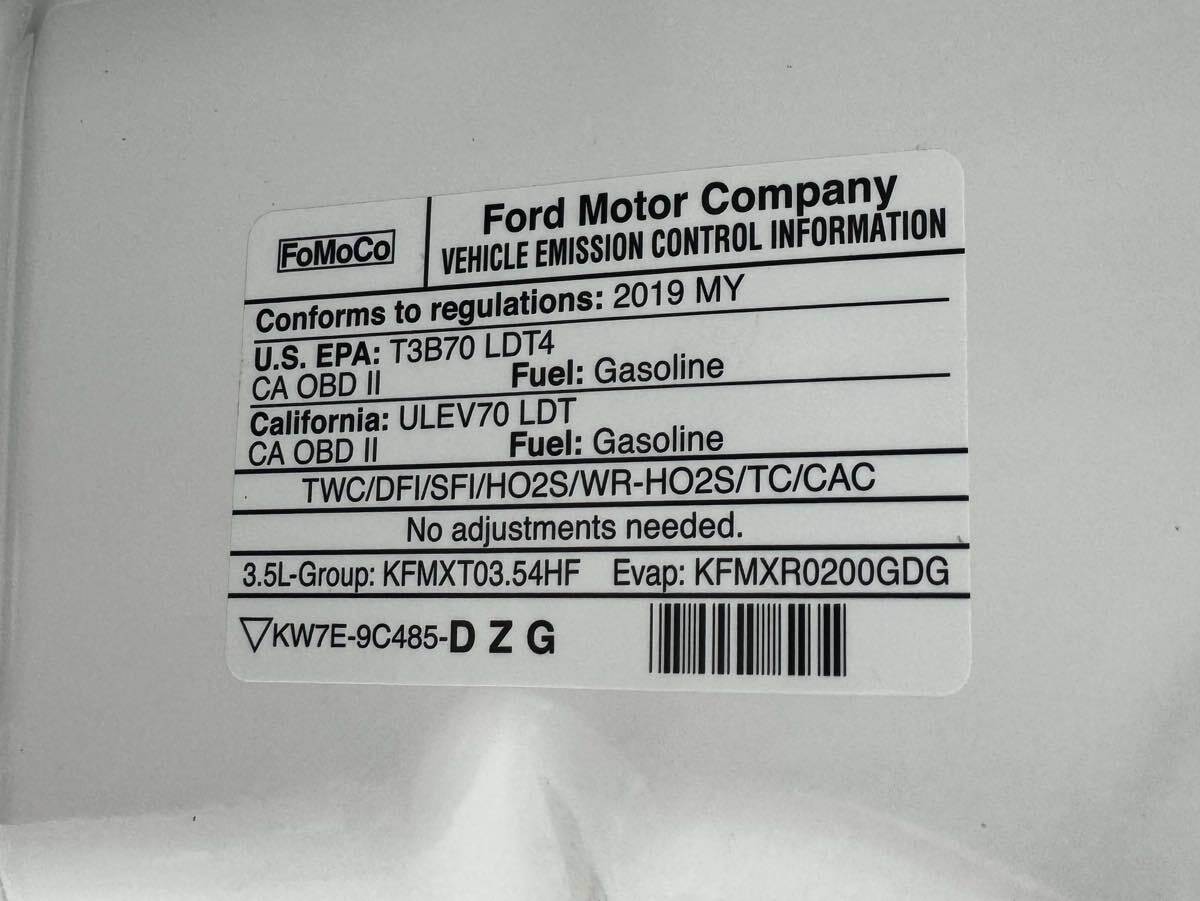 FoMoCo
Ford Motor Company
VEHICLE EMISSION CONTROL INFORMATION
Conforms to regulations: 2019 MY
U.S. EPA: T3B70 LDT4
CA OBD II Fuel: Gasoline
California: ULEV70 LDT
CA OBD II Fuel: Gasoline
TWC/DFI/SFI/HO2S/WR-HO2S/TC/CAC
No adjustments needed.
3.5L-Group: KFMXT03.54HF Evap: KFMXR0200GDG
▽KW7E-9C485-D Z G